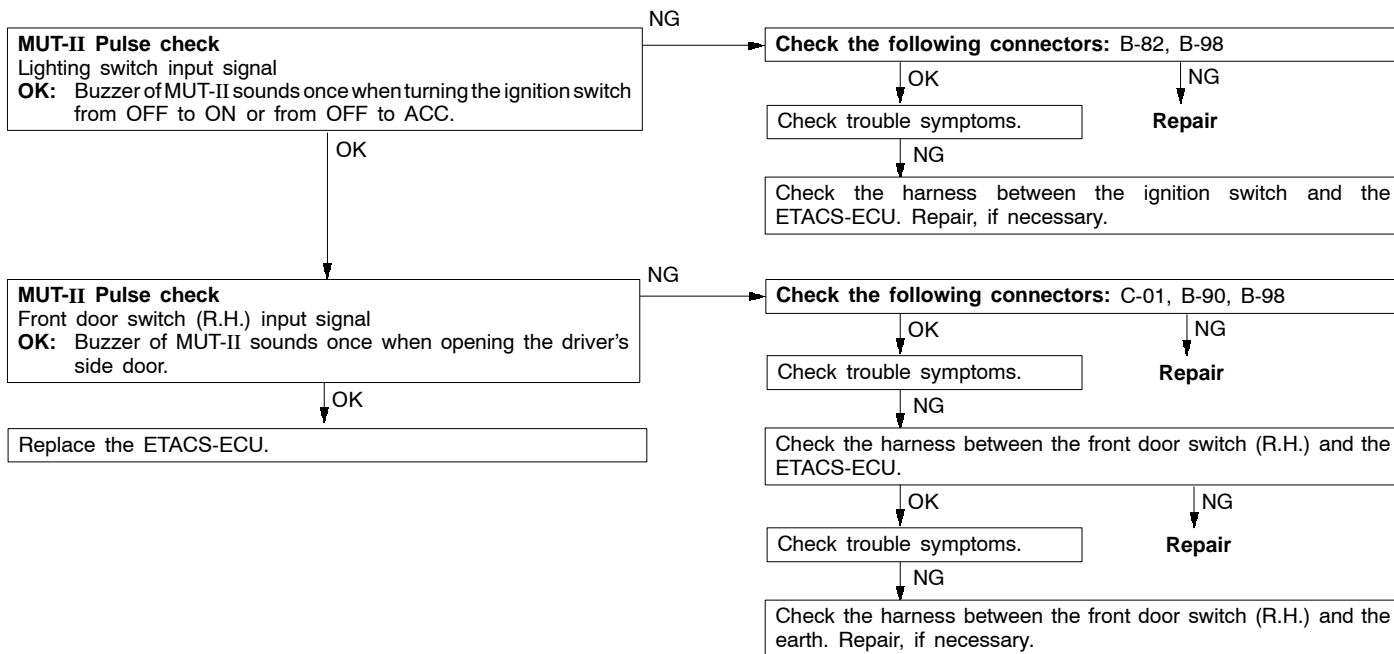 MUT-II Pulse check
Lighting switch input signal
OK: Buzzer of MUT-II sounds once when turning the ignition switch
from OFF to ON or from OFF to ACC.
NG
Check the following connectors: B-82, B-98
OK
NG
Check trouble symptoms.
Repair
NG
Check the harness between the ignition switch and the
ETACS-ECU. Repair, if necessary.
OK
MUT-II Pulse check
Front door switch (R.H.) input signal
OK: Buzzer of MUT-II sounds once when opening the driver's
side door.
NG
Check the following connectors: C-01, B-90, B-98
OK
NG
Check trouble symptoms.
Repair
NG
Check the harness between the front door switch (R.H.) and the
ETACS-ECU.
OK
NG
Check trouble symptoms.
Repair
NG
Check the harness between the front door switch (R.H.) and the
earth. Repair, if necessary.
OK
Replace the ETACS-ECU.